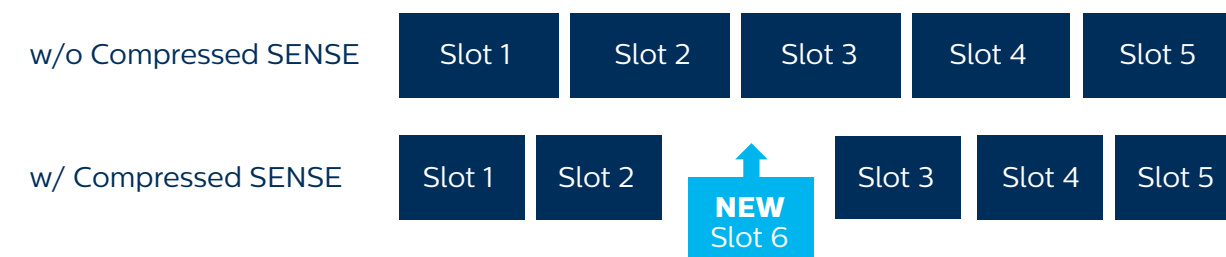 w/o Compressed SENSE Slot 1 Slot 2 Slot 3 Slot 4 Slot 5
w/ Compressed SENSE Slot 1 Slot 2 Slot 3 Slot 4 Slot 5
NEW
Slot 6